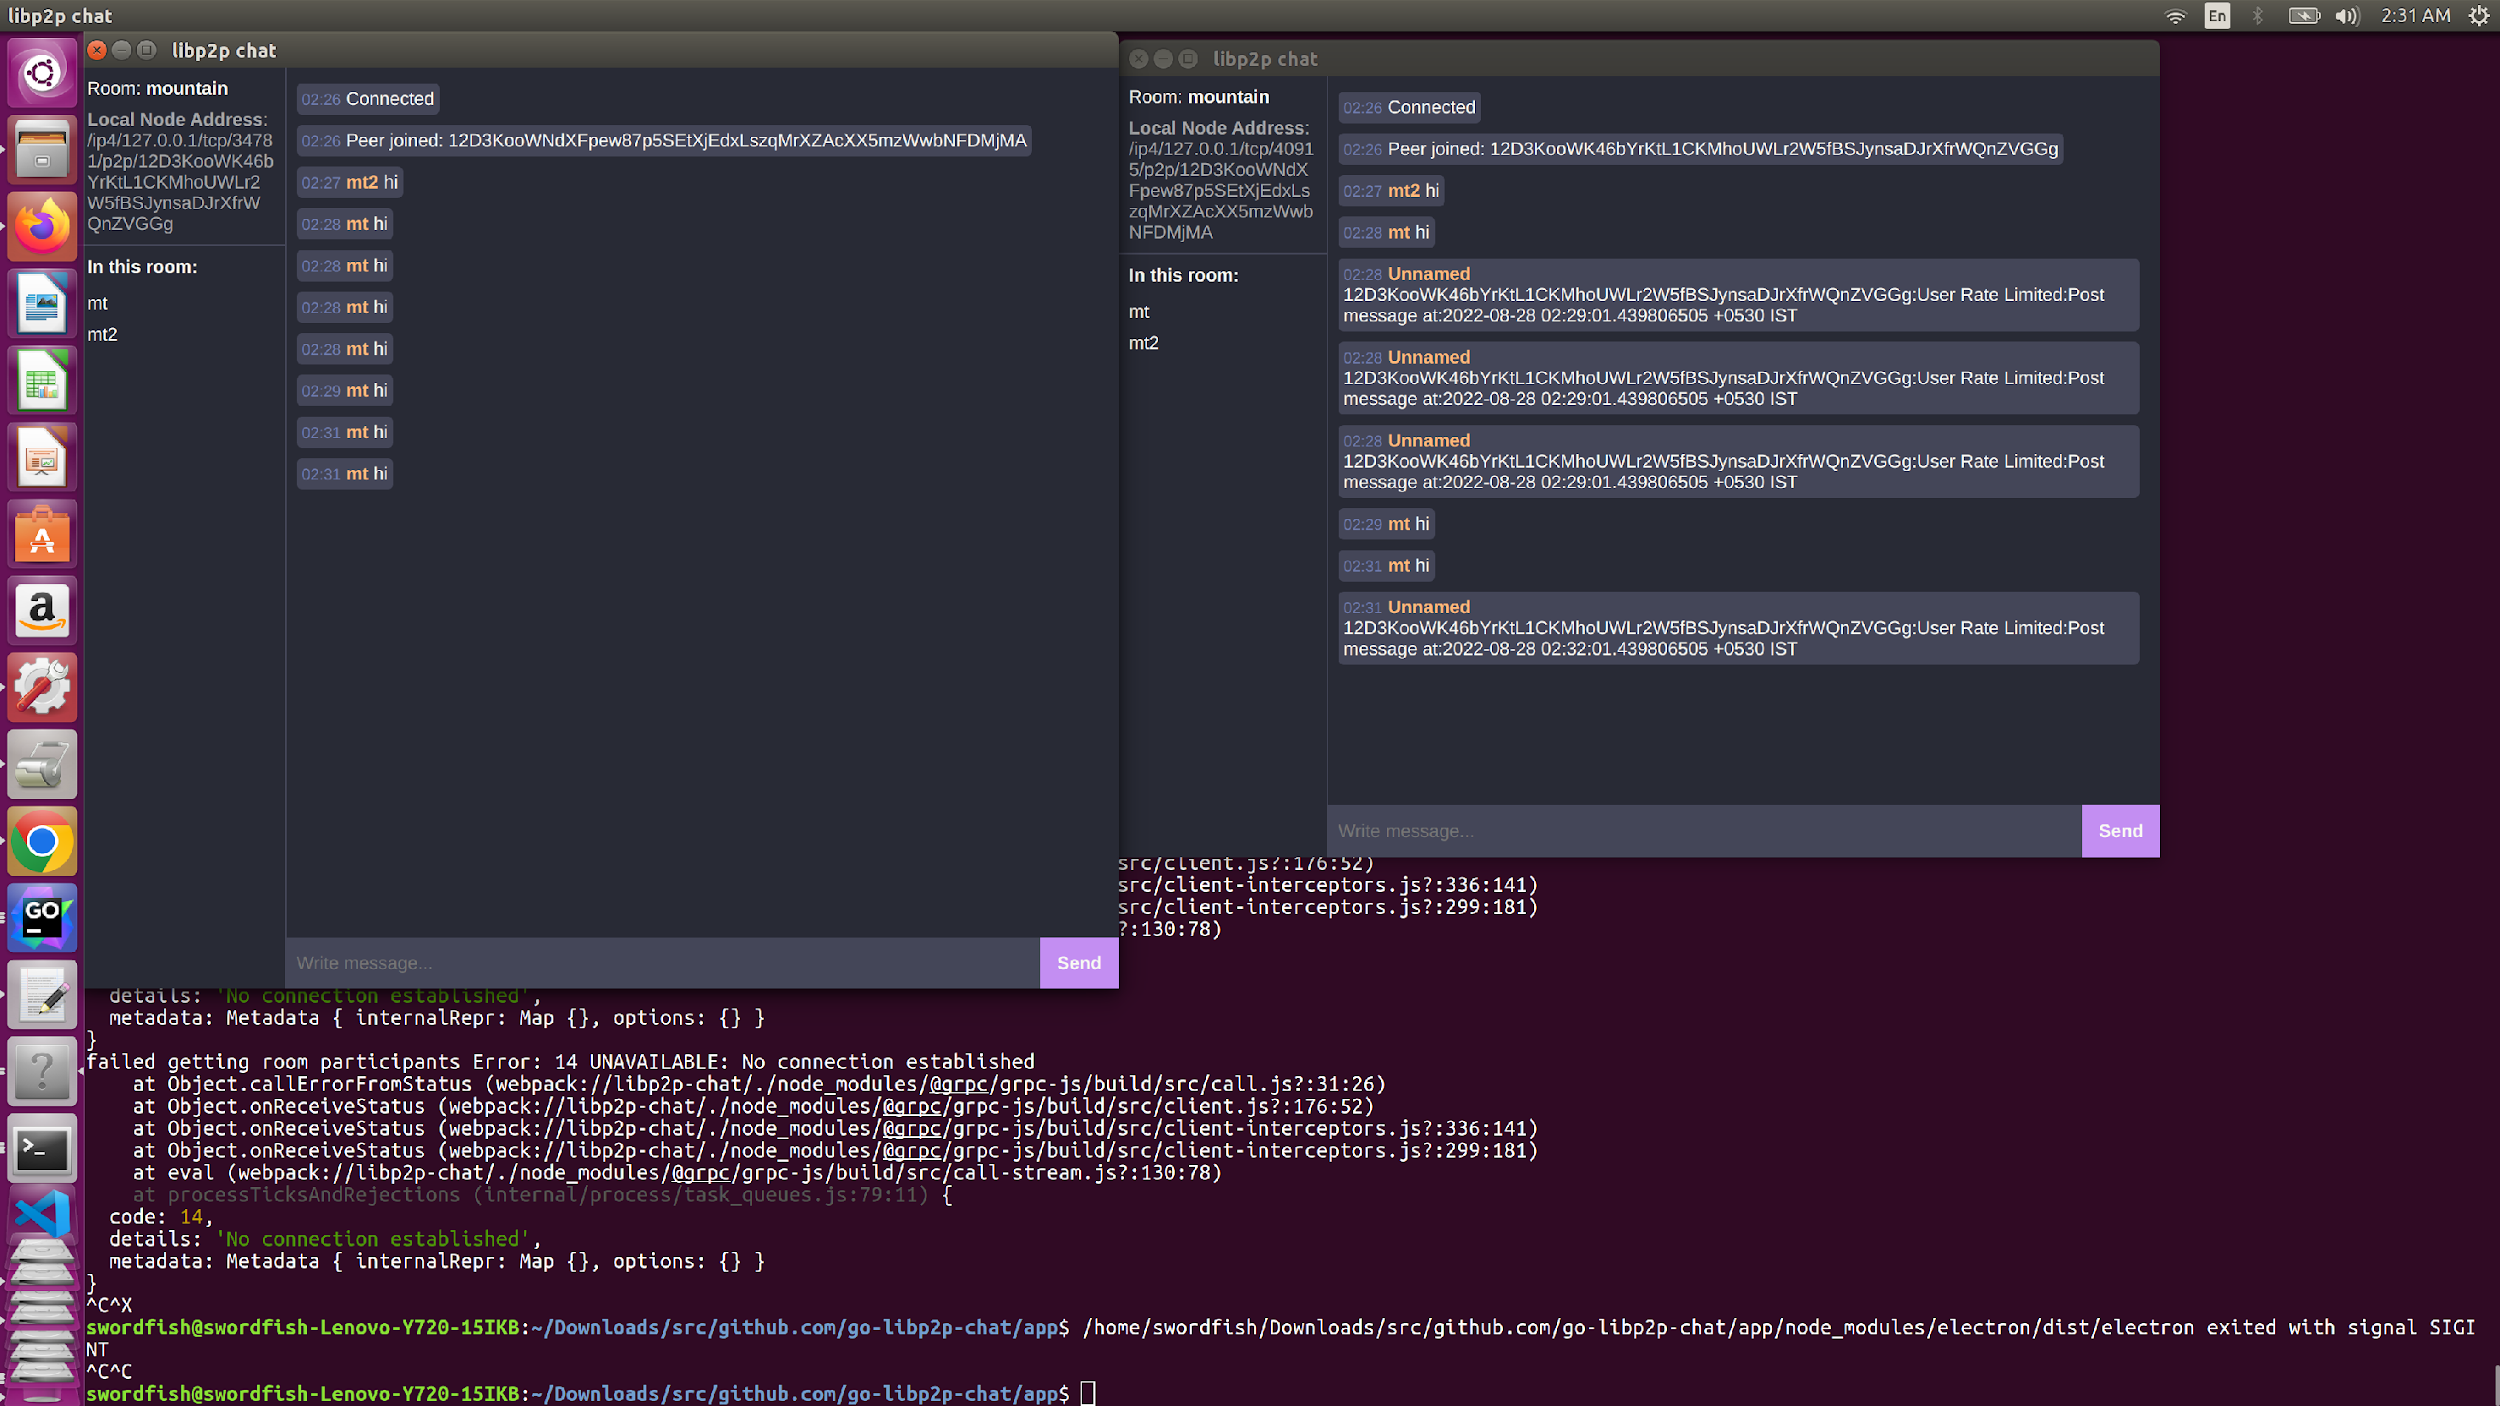 libp2p chat
En
2:31 AM
libp2p chat
Room: mountain
Local Node Address:
/ip4/127.0.0.1/tcp/3478
1/p2p/12D3KooWK46b
YrKtL1CKMhoUWLr2
W5fBSJynsaDJrXfrW
QnZVGGg
In this room:
mt
mt2
02:26 Connected
02:26 Peer joined: 12D3KooWNdXFpew87p5SEtXjEdxLszqMrXZAcXX5mzWwbNFDMjMA
02:27 mt2 hi
02:28 mt hi
02:28 mt hi
02:28 mt hi
02:28 mt hi
02:29 mt hi
02:31 mt hi
02:31 mt hi
Write message...
Send
libp2p chat
Room: mountain
Local Node Address:
/ip4/127.0.0.1/tcp/4091
5/p2p/12D3KooWNdX
Fpew87p5SEtXjEdxLs
zqMrXZAcXX5mzWwb
NFDMjMA
In this room:
mt
mt2
02:26 Connected
02:26 Peer joined: 12D3KooWK46bYrKtL1CKMhoUWLr2W5fBSJynsaDJrXfrWQnZVGGg
02:27 mt2 hi
02:28 mt hi
02:28 Unnamed
12D3KooWK46bYrKtL1CKMhoUWLr2W5fBSJynsaDJrXfrWQnZVGGg:User Rate Limited:Post
message at:2022-08-28 02:29:01.439806505 +0530 IST
02:28 Unnamed
12D3KooWK46bYrKtL1CKMhoUWLr2W5fBSJynsaDJrXfrWQnZVGGg:User Rate Limited:Post
message at:2022-08-28 02:29:01.439806505 +0530 IST
02:28 Unnamed
12D3KooWK46bYrKtL1CKMhoUWLr2W5fBSJynsaDJrXfrWQnZVGGg:User Rate Limited:Post
message at:2022-08-28 02:29:01.439806505 +0530 IST
02:29 mt hi
02:31 mt hi
02:31 Unnamed
12D3KooWK46bYrKtL1CKMhoUWLr2W5fBSJynsaDJrXfrWQnZVGGg:User Rate Limited:Post
message at:2022-08-28 02:32:01.439806505 +0530 IST
Write message...
Send
src/client.js?:176:52)
src/client-interceptors.js?:336:141)
src/client-interceptors.js?:299:181)
?:130:78)
details: 'No connection established',
metadata: Metadata { internalRepr: Map {}, options: {} }
}
failed getting room participants Error: 14 UNAVAILABLE: No connection established
at Object.callErrorFromStatus (webpack://libp2p-chat/./node_modules/@grpc/grpc-js/build/src/call.js?:31:26)
at Object.onReceiveStatus (webpack://libp2p-chat/./node_modules/@grpc/grpc-js/build/src/client.js?:176:52)
at Object.onReceiveStatus (webpack://libp2p-chat/./node_modules/@grpc/grpc-js/build/src/client-interceptors.js?:336:141)
at Object.onReceiveStatus (webpack://libp2p-chat/./node_modules/@grpc/grpc-js/build/src/client-interceptors.js?:299:181)
at eval (webpack://libp2p-chat/./node_modules/@grpc/grpc-js/build/src/call-stream.js?:130:78)
at processTicksAndRejections (internal/process/task_queues.js:79:11) {
code: 14,
details: 'No connection established',
metadata: Metadata { internalRepr: Map {}, options: {} }
}
^C^X
swordfish@swordfish-Lenovo-Y720-15IKB:~/Downloads/src/github.com/go-libp2p-chat/app$ /home/swordfish/Downloads/src/github.com/go-libp2p-chat/app/node_modules/electron/dist/electron exited with signal SIGI
NT
^C^C
swordfish@swordfish-Lenovo-Y720-15IKB:~/Downloads/src/github.com/go-libp2p-chat/app$